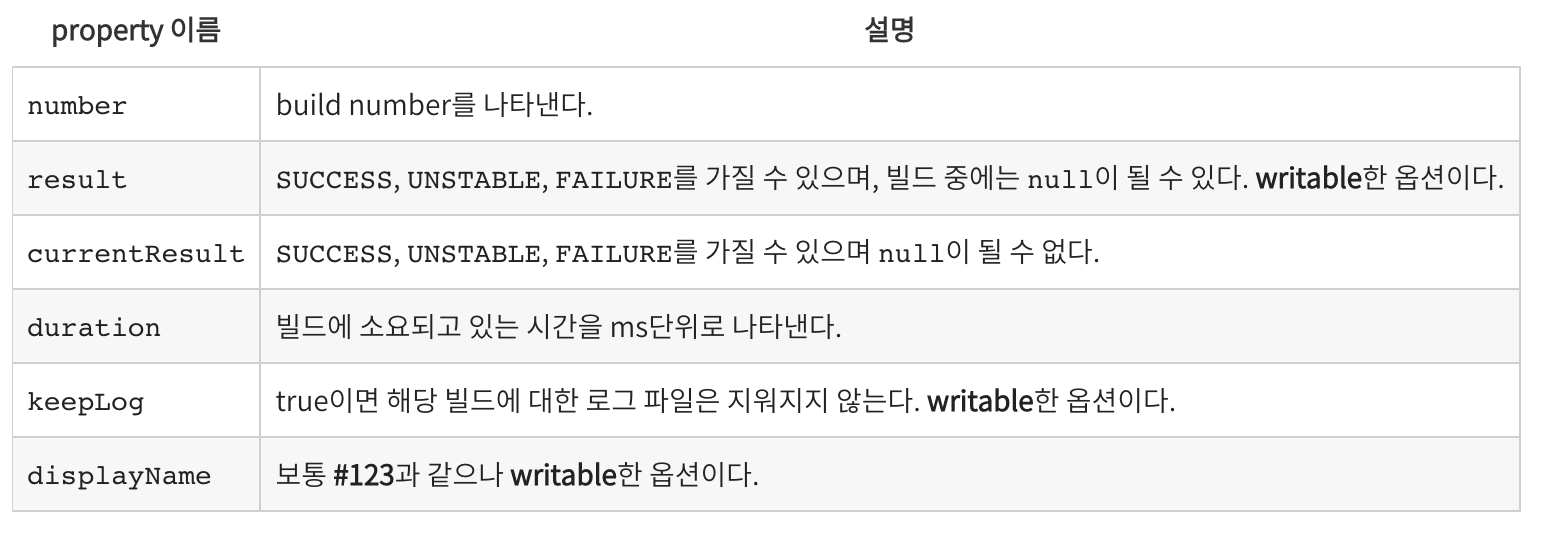 property 이름 설명
number build number를 나타낸다.
result SUCCESS, UNSTABLE, FAILURE를 가질 수 있으며, 빌드 중에는 null이 될 수 있다. writable한 옵션이다.
currentResult SUCCESS, UNSTABLE, FAILURE를 가질 수 있으며 null이 될 수 없다.
duration 빌드에 소요되고 있는 시간을 ms단위로 나타낸다.
keepLog true이면 해당 빌드에 대한 로그 파일은 지워지지 않는다. writable한 옵션이다.
displayName 보통 #123과 같으나 writable한 옵션이다.